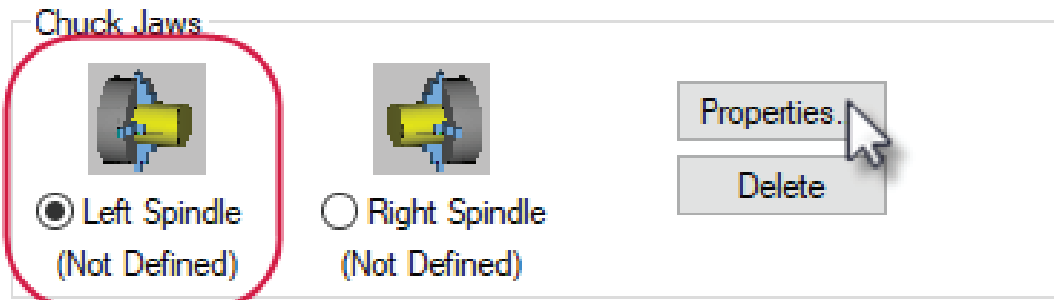 Chuck Jaws
Properties.
Delete
Left Spindle
Right Spindle
(Not Defined)
(Not Defined)